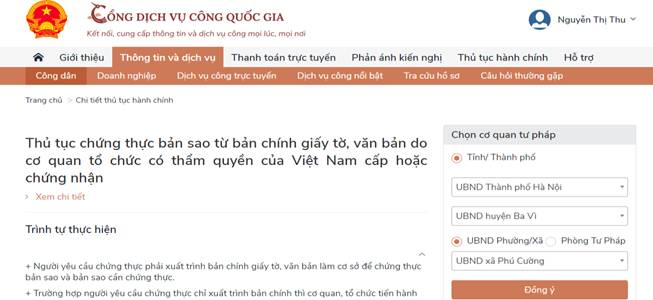 CỔNG DỊCH VỤ CÔNG QUỐC GIA
Kết nối, cung cấp thông tin và dịch vụ công mọi lúc, mọi nơi
Nguyễn Thị Thu
Giới thiệu Thông tin và dịch vụ Thanh toán trực tuyến Phản ánh kiến nghị Thủ tục hành chính Hỗ trợ
Công dân Doanh nghiệp Dịch vụ công trực tuyến Dịch vụ công nổi bật Tra cứu hồ sơ Câu hỏi thường gặp
Trang chủ > Chi tiết thủ tục hành chính
Thủ tục chứng thực bản sao từ bản chính giấy tờ, văn bản do
cơ quan tổ chức có thẩm quyền của Việt Nam cấp hoặc
chứng nhận
> Xem chi tiết
Trình tự thực hiện
+ Người yêu cầu chứng thực phải xuất trình bản chính giấy tờ, văn bản làm cơ sở để chứng thực
bản sao và bản sao cần chứng thực.
+ Trường hợp người yêu cầu chứng thực chỉ xuất trình bản chính thì cơ quan, tổ chức tiến hành
Chọn cơ quan tư pháp
Tỉnh/ Thành phố
UBND Thành phố Hà Nội
UBND huyện Ba Vì
UBND Phường/Xã Phòng Tư Pháp
UBND xã Phú Cường
Đồng ý